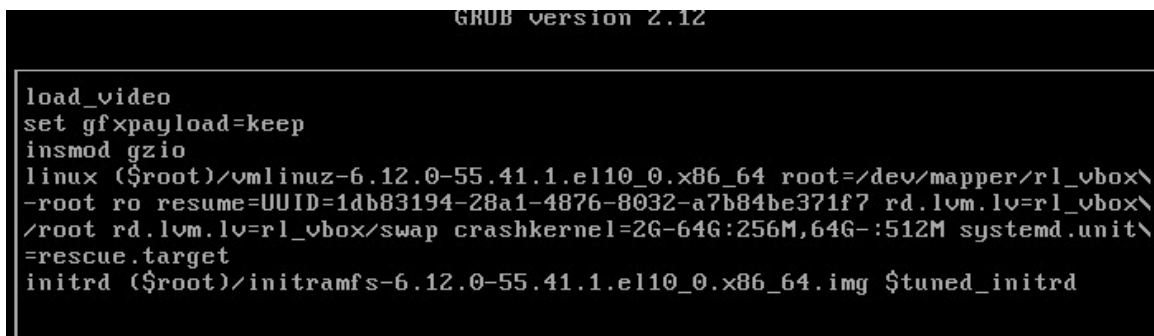 GRUB version 2.12
load_video
set gfxpayload=keep
insmod gzio
linux ($root)/vmlinuz-6.12.0-55.41.1.el10_0.x86_64 root=/dev/mapper/rl_vbox\
-root ro resume=UUID=1db83194-28a1-4876-8032-a7b84be371f7 rd.lvm.lv=rl_vbox\
/root rd.lvm.lv=rl_vbox/swap crashkernel=2G-64G:256M,64G-:512M systemd.unit\
=rescue.target
initrd ($root)/initramfs-6.12.0-55.41.1.el10_0.x86_64.img $tuned_initrd